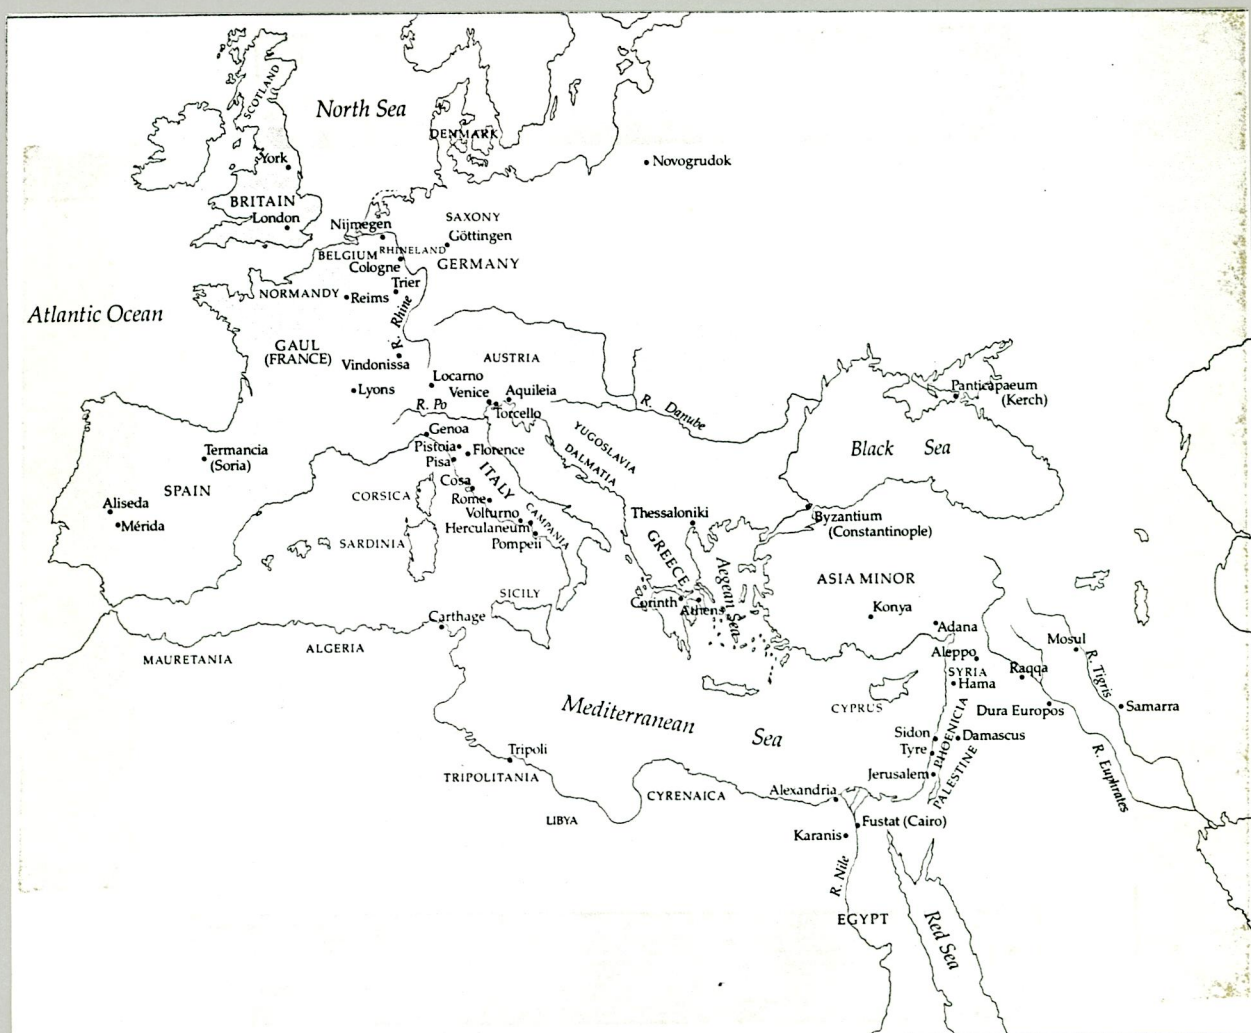 SCOTLAND
North Sea
DENMARK
York
Novogrudok
BRITAIN
London
Nijmegen
SAXONY
Göttingen
BELGIUM
RHINELAND
Cologne
GERMANY
Trier
NORMANDY
Reims
Atlantic Ocean
R. Rhine
GAUL
(FRANCE)
Vindonissa
AUSTRIA
Lyons
Locarno
Venice
Aquileia
Torcello
R. Po
R. Danube
Panticapaeum
(Kerch)
Genoa
Pistoia
Florence
Pisa
YUGOSLAVIA
DALMATIA
Black Sea
Termancia
(Soria)
SPAIN
Aliseda
Mérida
CORSICA
Cosa
ITALY
Rome
Volturno
CAMPANIA
Herculaneum
Pompeii
Thessaloniki
Byzantium
(Constantinople)
SARDINIA
GREECE
Aegean Sea
ASIA MINOR
SICILY
Corinth
Athens
Konya
Carthage
Adana
MAURETANIA
ALGERIA
Mosul
Aleppo
SYRIA
Raqqa
R. Tigris
Hama
Mediterranean Sea
CYPRUS
Dura Europos
Samarra
Sidon
Damascus
PHOENICIA
Tyre
Tripoli
TRIPOLITANIA
Jerusalem
PALESTINE
R. Euphrates
CYRENAICA
Alexandria
LIBYA
Fustat (Cairo)
Karanis
R. Nile
EGYPT
Red Sea